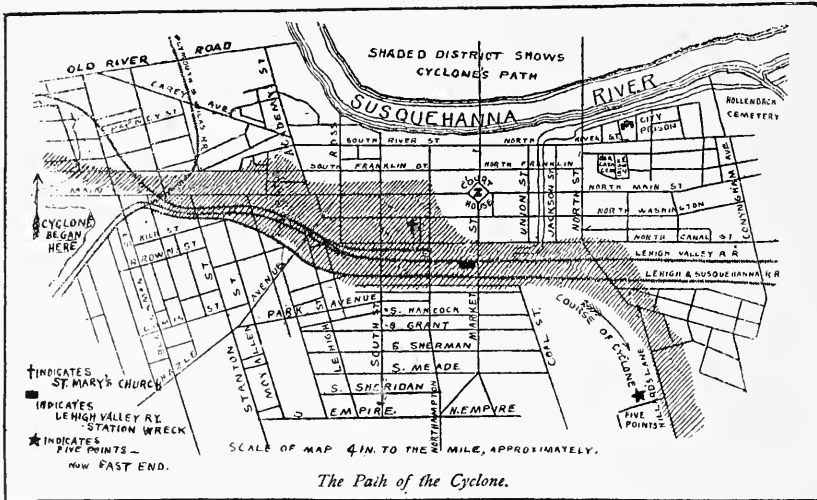 OLD RIVER ROAD
SHADED DISTRICT SHOWS
CYCLONE'S PATH
SUSQUEHANNA RIVER
HOLLENBACK
CEMETERY
CITY
PRISON
CAREY AVE
ACADEMY ST
ROSS
SOUTH RIVER ST
NORTH RIVER ST.
SOUTH FRANKLIN ST.
NORTH FRANKLIN
MAIN
COURT
HOUSE
NORTH MAIN ST
NORTH WASHINGTON
NORTH CANAL ST
UNION ST
JACKSON ST
NORTH ST
CONYNGHAM AVE
LEHIGH VALLEY R.R.
LEHIGH & SUSQUEHANNA R.R
CYCLONE
BEGAN
HERE
ST
ST
STANTON
MCY ALLEN
AVENUE
PARK AVENUE
HAZLE
LEHIGH ST
SOUTH ST
MARKET ST
COAL ST.
S. HANCOCK
GRANT
S SHERMAN
S. MEADE
S. SHERIDAN
EMPIRE.
N. EMPIRE
NORTHAMPTON
COURSE OF CYCLONE
HILLARD'S LANE
FIVE
POINTS
INDICATES
ST. MARY'S CHURCH
INDICATES
LEHIGH VALLEY RY.
STATION WRECK
INDICATES
FIVE POINTS —
NOW EAST END.
SCALE OF MAP 4 IN. TO THE MILE, APPROXIMATELY.
The Path of the Cyclone.